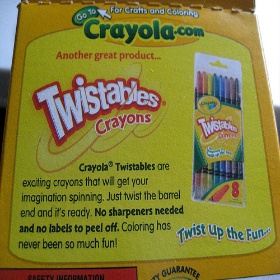 Go To For Crafts and Coloring
Crayola.com
Another great product...
Twistables®
Crayons
Crayola
Twistables
8
Crayola® Twistables are
exciting crayons that will get your
imagination spinning. Just twist the barrel
end and it's ready. No sharpeners needed
and no labels to peel off. Coloring has
never been so much fun!
Twist Up the Fun...
SAFETY INFORMATION
GUARANTEE